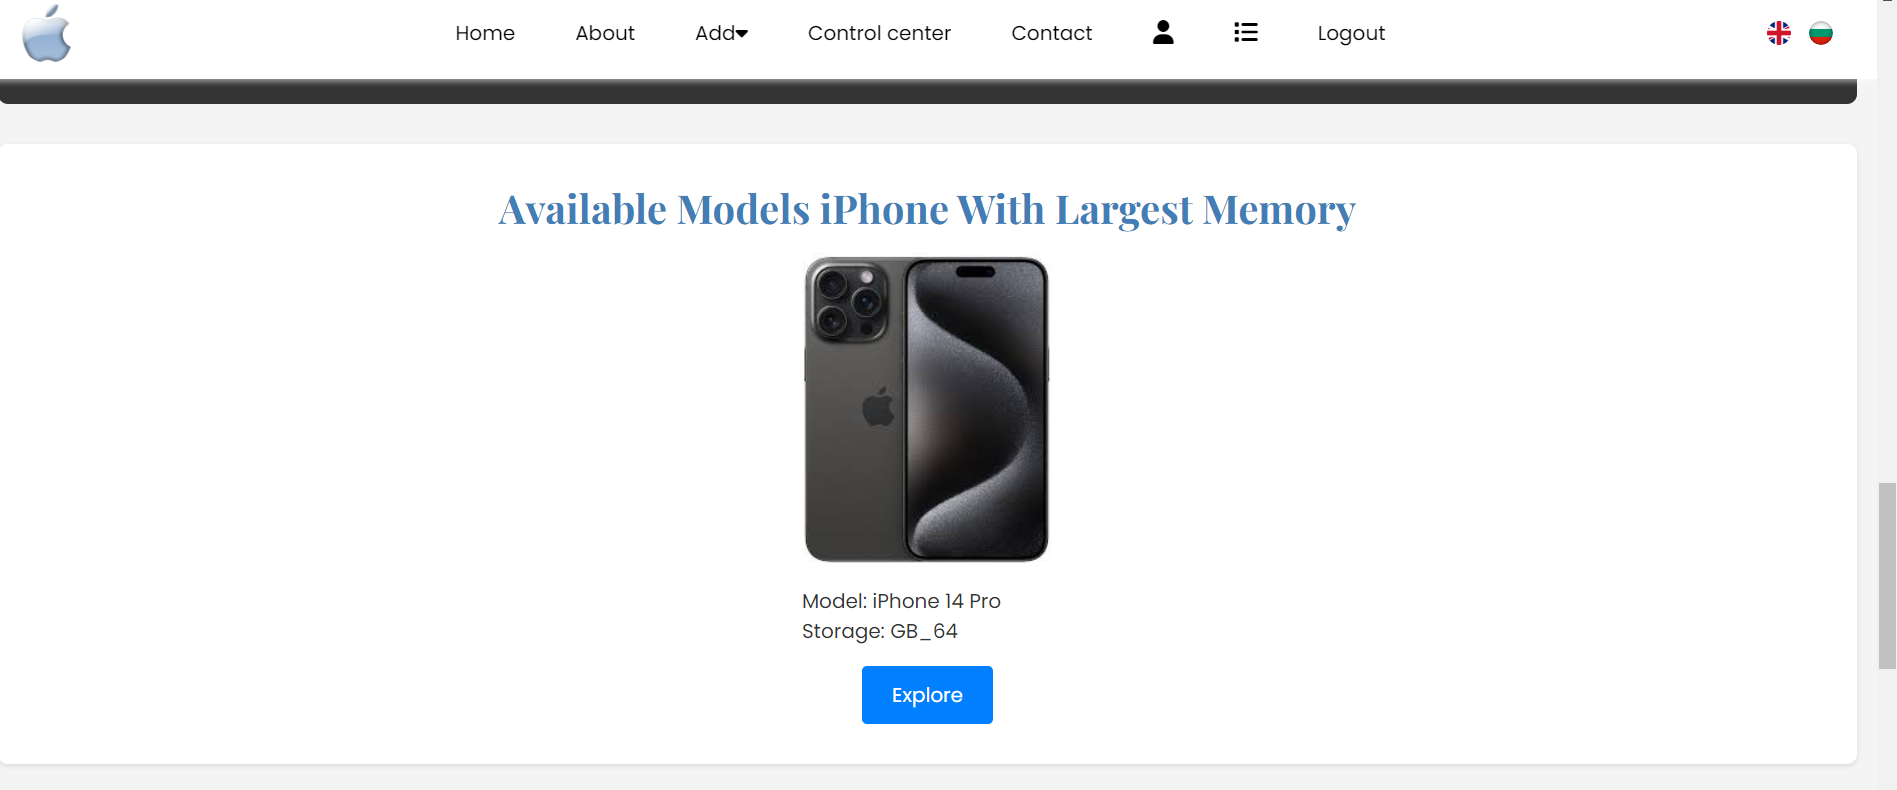 Home About Add Control center Contact Logout
Available Models iPhone With Largest Memory
Model: iPhone 14 Pro
Storage: GB_64
Explore